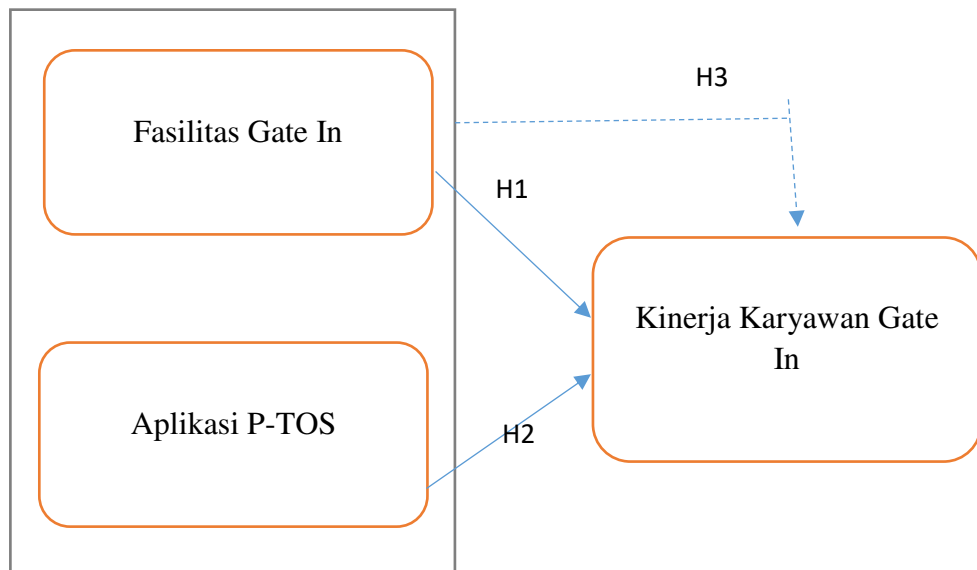 Fasilitas Gate In
H3
H1
Kinerja Karyawan Gate
In
Aplikasi P-TOS
H2